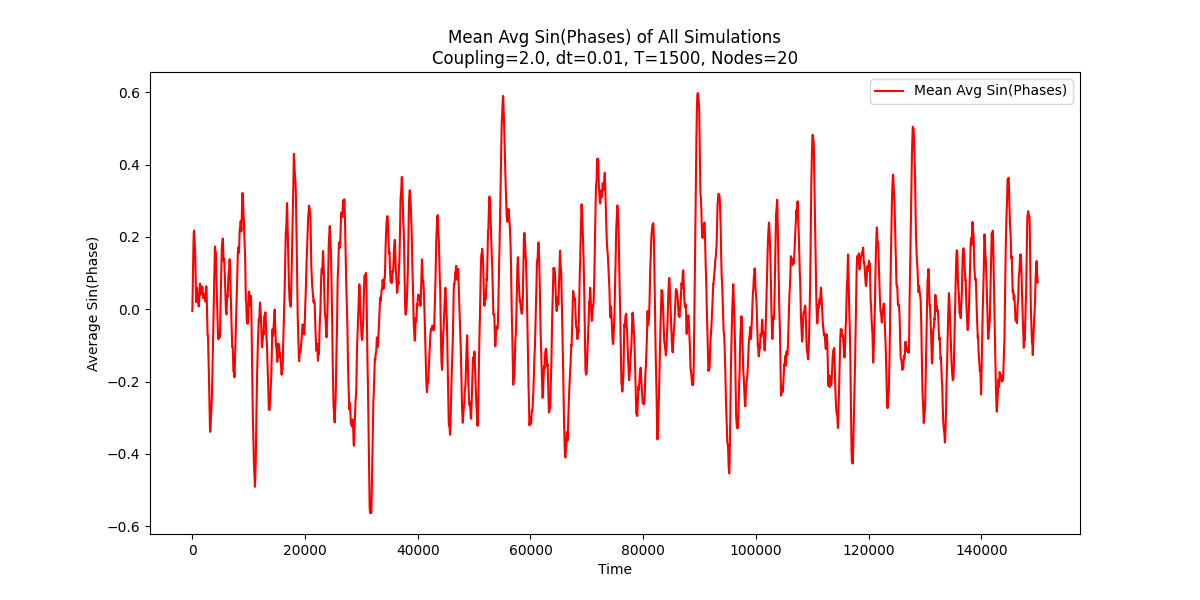 Mean Avg Sin(Phases) of All Simulations
Coupling=2.0, dt=0.01, T=1500, Nodes=20
Mean Avg Sin(Phases)
0.6
0.4
0.2
0.0
−0.2
−0.4
−0.6
Average Sin(Phase)
0 20000 40000 60000 80000 100000 120000 140000
Time